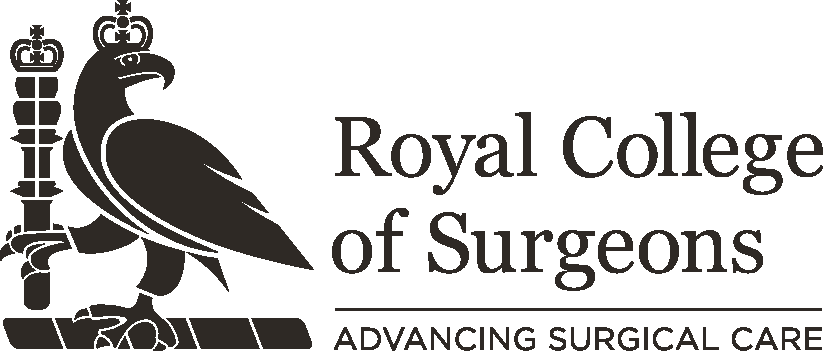 Royal College
of Surgeons
ADVANCING SURGICAL CARE